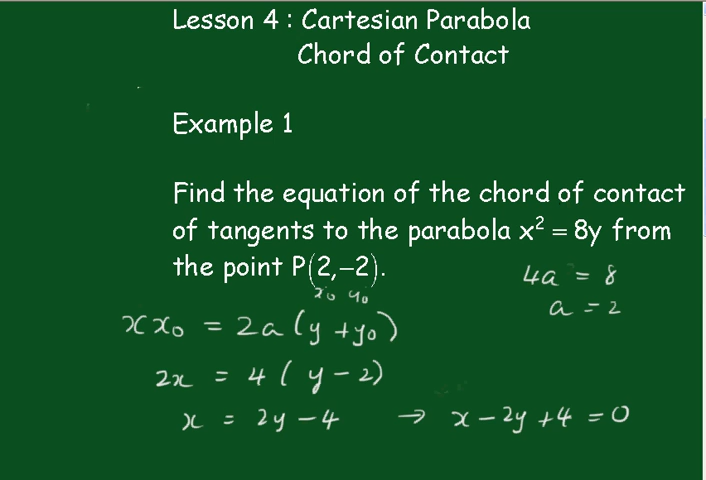 Lesson 4 : Cartesian Parabola
Chord of Contact
Example 1
Find the equation of the chord of contact
of tangents to the parabola x² = 8y from
the point P(2,−2).
4a = 8
x₀ y₀
a = 2
xx₀ = 2a(y + y₀)
2x = 4(y − 2)
x = 2y − 4 → x − 2y + 4 = 0